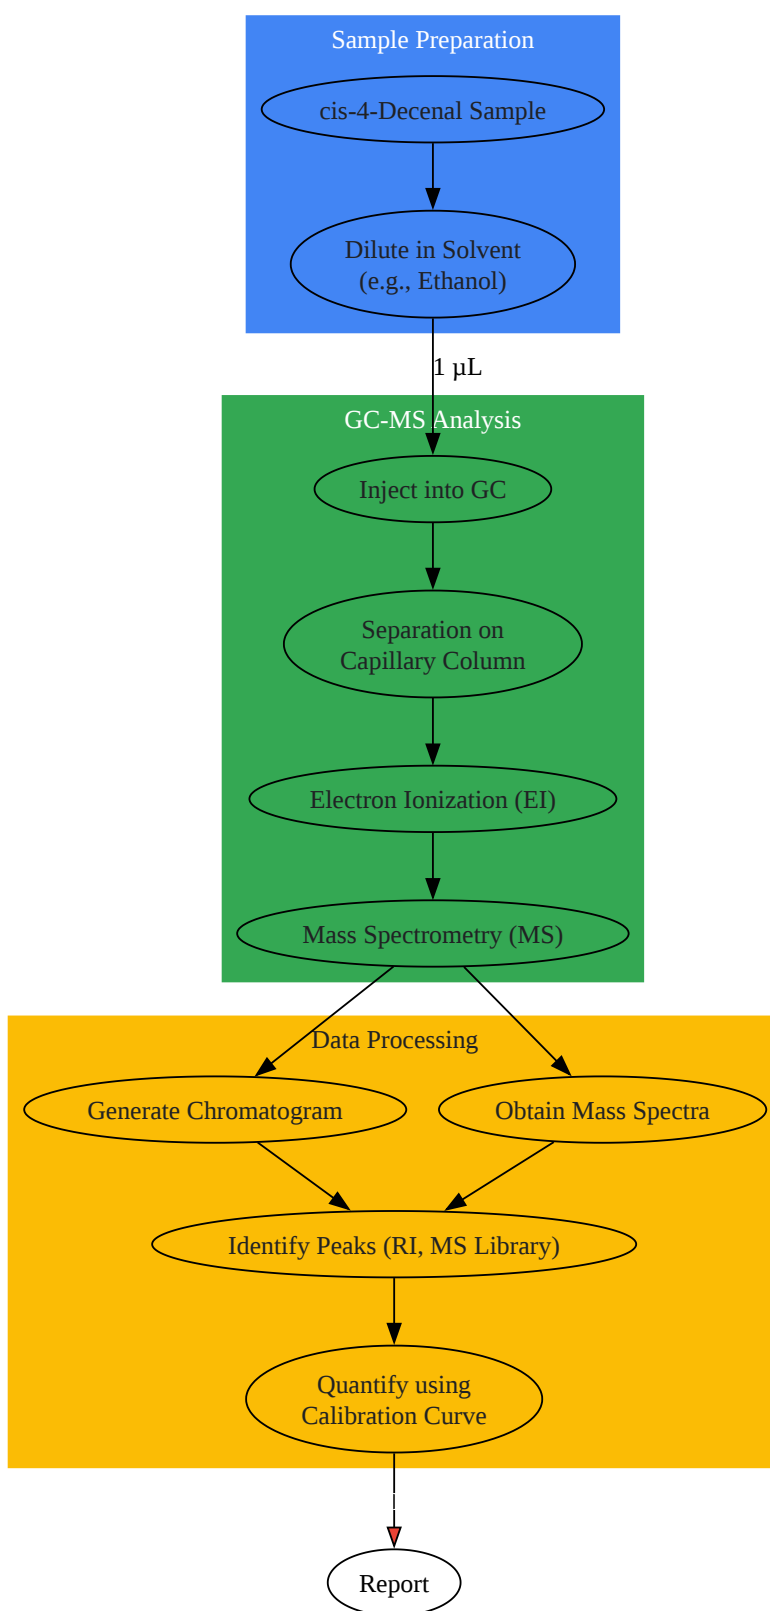 Sample Preparation
cis-4-Decenal Sample
Dilute in Solvent
(e.g., Ethanol)
1 µL
GC-MS Analysis
Inject into GC
Separation on
Capillary Column
Electron Ionization (EI)
Mass Spectrometry (MS)
Data Processing
Generate Chromatogram
Obtain Mass Spectra
Identify Peaks (RI, MS Library)
Quantify using
Calibration Curve
Report